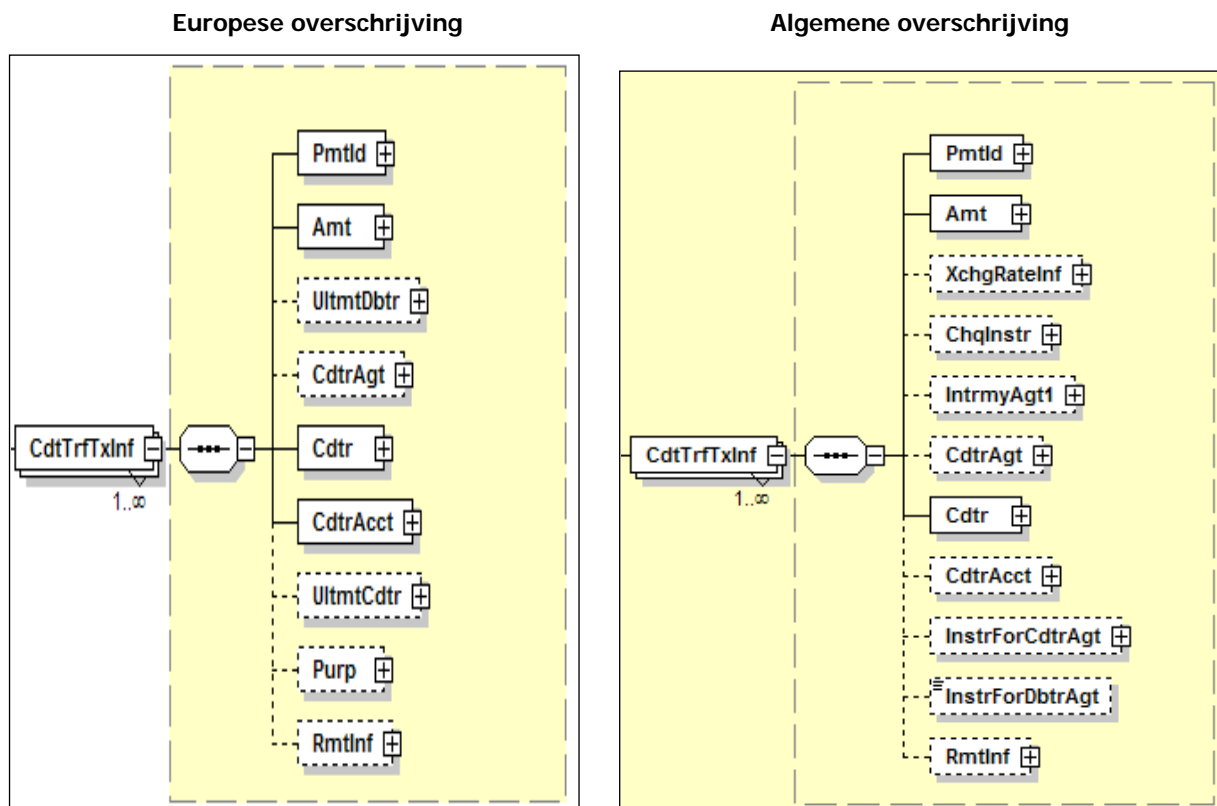 Europese overschrijving
CdtTrfTxInf
1..∞
PmtId
Amt
UltmtDbtr
CdtrAgt
Cdtr
CdtrAcct
UltmtCdtr
Purp
RmtInf
Algemene overschrijving
CdtTrfTxInf
1..∞
PmtId
Amt
XchgRateInf
ChqInstr
IntrmyAgt1
CdtrAgt
Cdtr
CdtrAcct
InstrForCdtrAgt
InstrForDbtrAgt
RmtInf